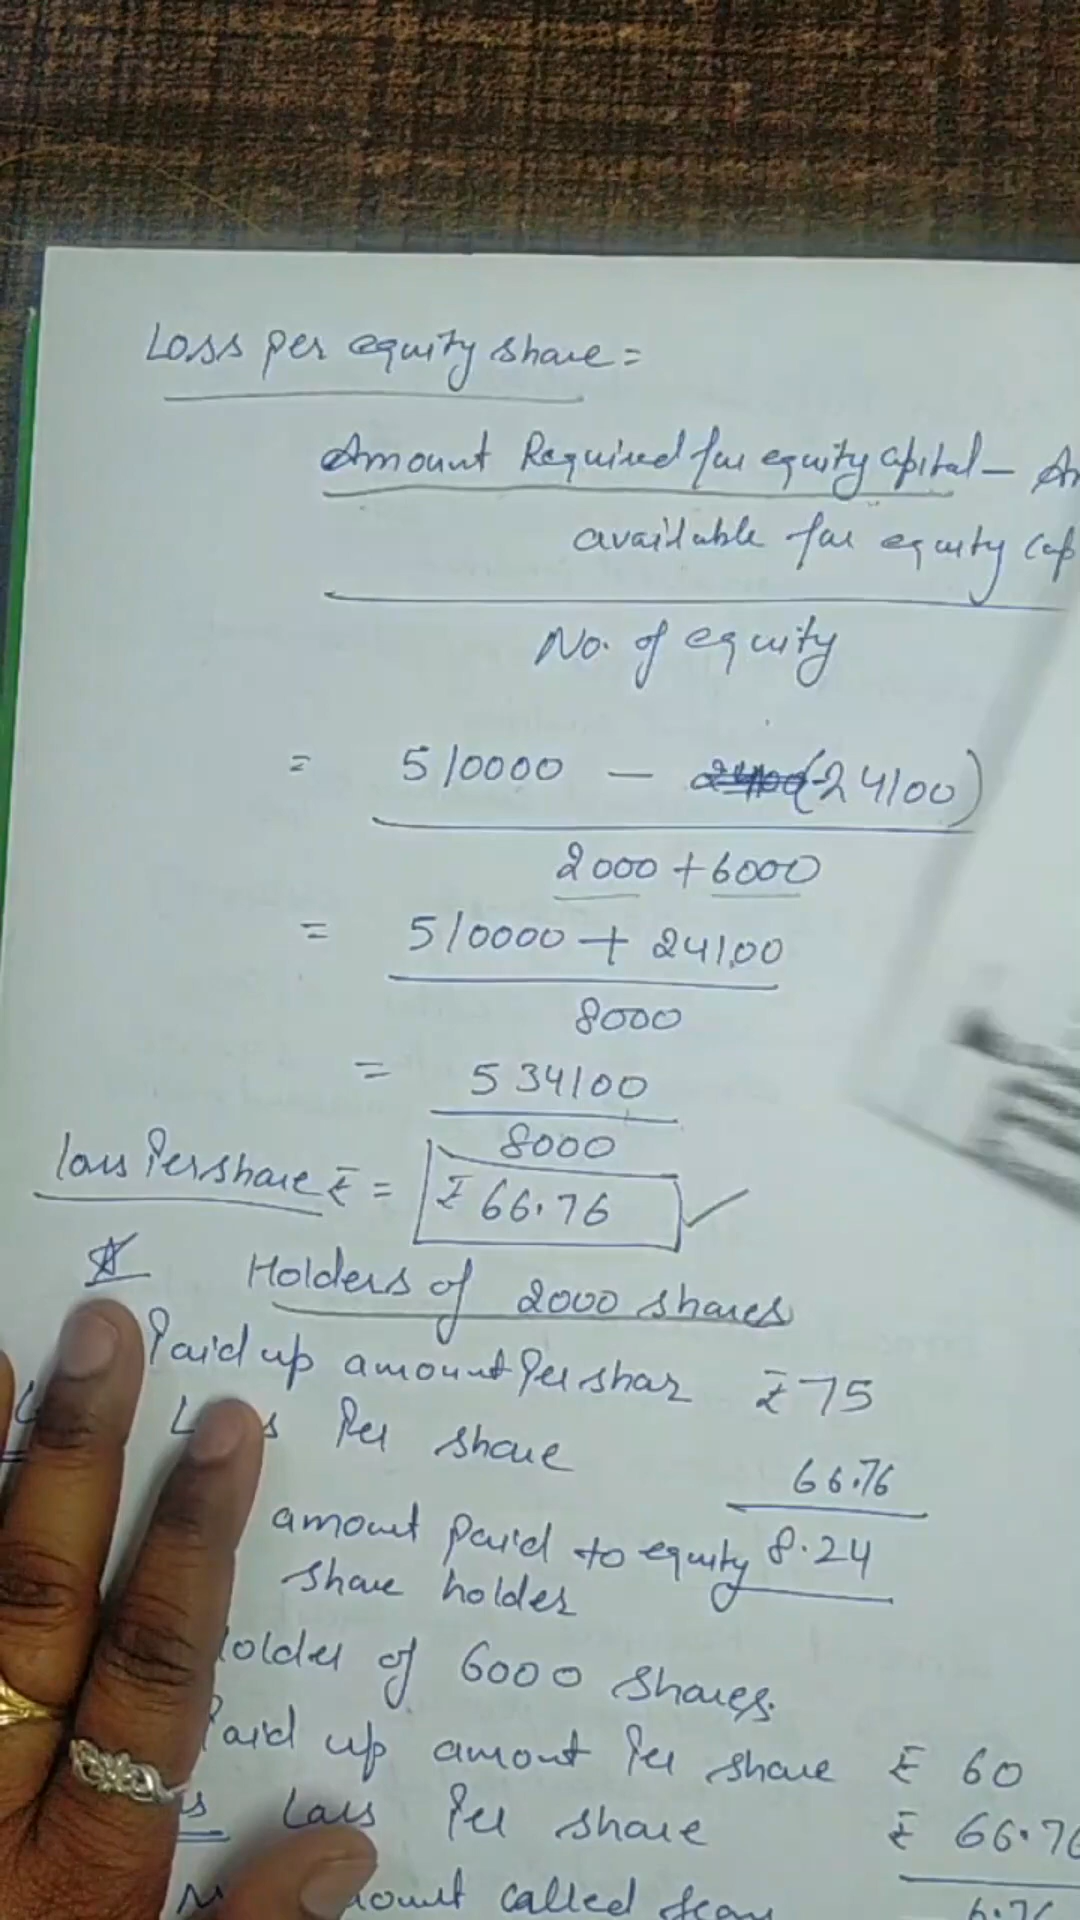 Loss per equity share =
Amount Required for equity capital -
available for equity cap
No. of equity
= 510000 - (-24100)
2000 + 6000
= 510000 + 24100
8000
= 534100
8000
Loss Per share ₹ = ₹ 66.76 ✓
Holders of 2000 shares
Paid up amount Per shar ₹ 75
Per share 66.76
amount paid to equity 8.24
share holder
of 6000 shares.
Paid up amont Per share ₹ 60
Loss Per share ₹ 66.76
called